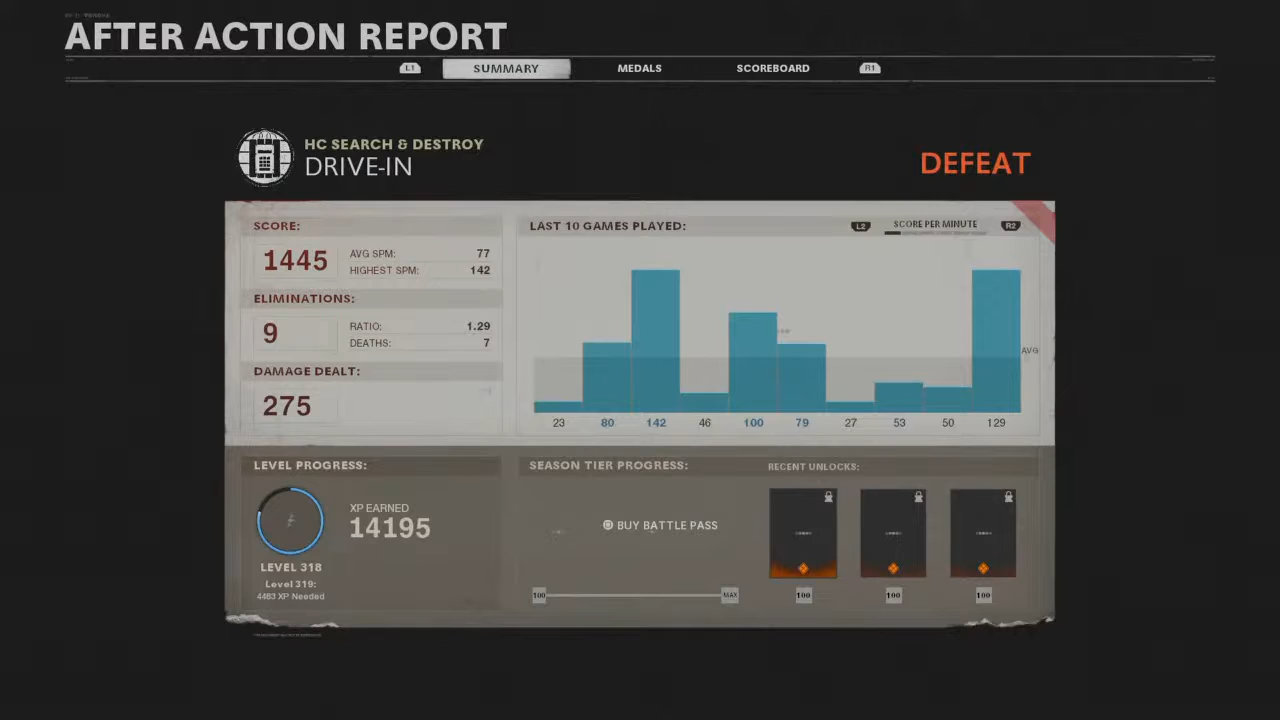 AFTER ACTION REPORT
L1 SUMMARY MEDALS SCOREBOARD R1
HC SEARCH & DESTROY
DRIVE-IN
DEFEAT
SCORE:
1445
AVG SPM: 77
HIGHEST SPM: 142
ELIMINATIONS:
9
RATIO: 1.29
DEATHS: 7
DAMAGE DEALT:
275
LAST 10 GAMES PLAYED:
L2 SCORE PER MINUTE R2
AVG
23 80 142 46 100 79 27 53 50 129
LEVEL PROGRESS:
XP EARNED
14195
LEVEL 318
Level 319:
4483 XP Needed
SEASON TIER PROGRESS:
BUY BATTLE PASS
100 MAX
RECENT UNLOCKS:
100 100 100